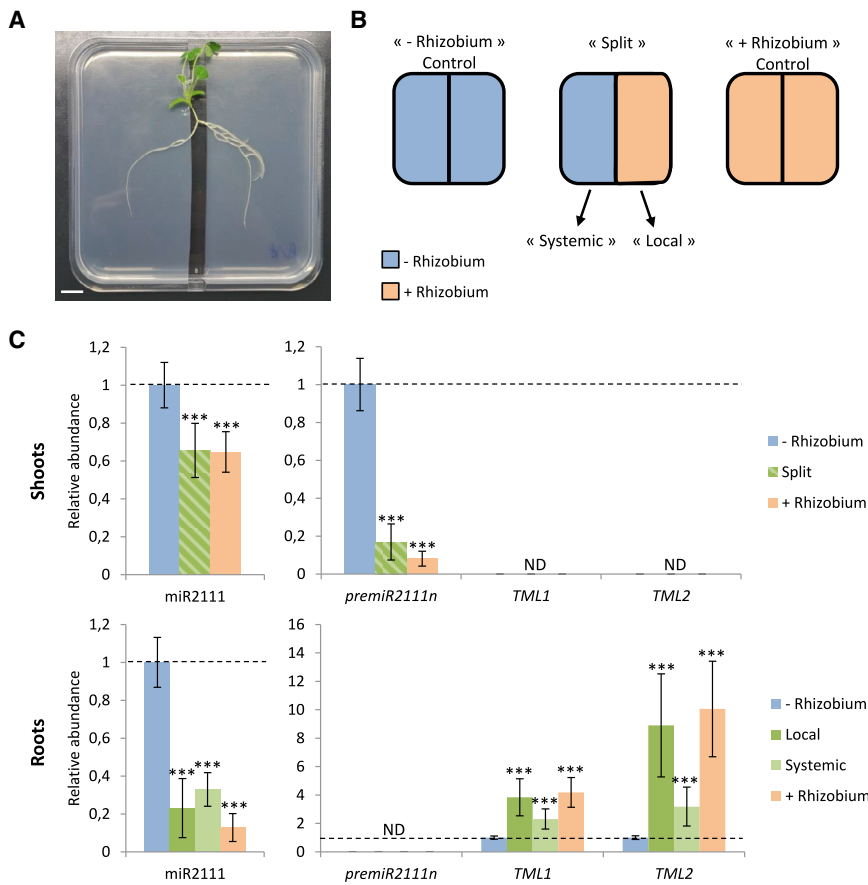 A
B
« - Rhizobium »
Control
« Split »
« + Rhizobium »
Control
« Systemic »
« Local »
- Rhizobium
+ Rhizobium
C
Shoots
Relative abundance
1,2
1
0,8
0,6
0,4
0,2
0
***
***
miR2111
1,2
1
0,8
0,6
0,4
0,2
0
***
***
ND
ND
premiR2111n
TML1
TML2
- Rhizobium
Split
+ Rhizobium
Roots
Relative abundance
1,2
1
0,8
0,6
0,4
0,2
0
***
***
***
miR2111
16
14
12
10
8
6
4
2
0
ND
***
***
***
***
***
***
premiR2111n
TML1
TML2
- Rhizobium
Local
Systemic
+ Rhizobium